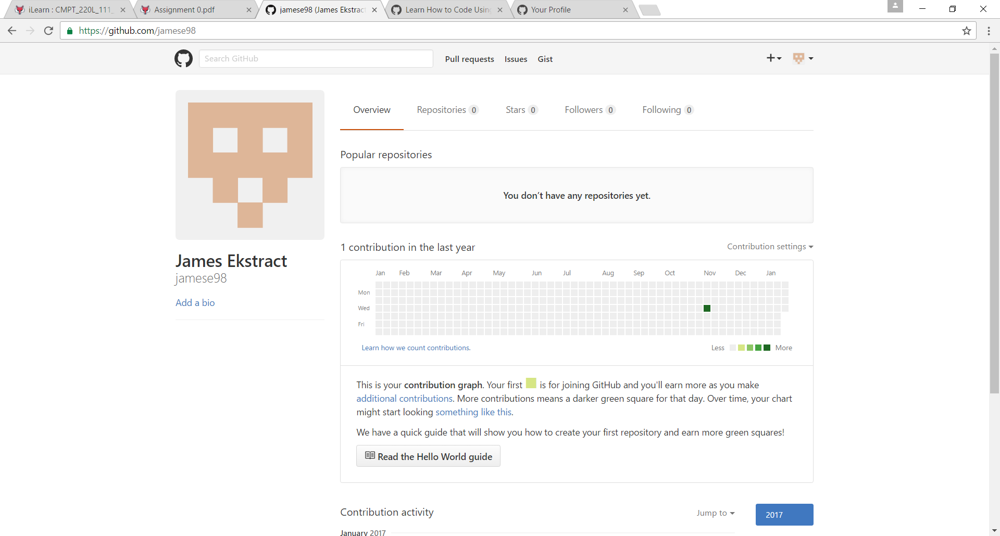 iLearn : CMPT_220L_111_
Assignment 0.pdf
jamese98 (James Ekstract
Learn How to Code Using
Your Profile
https://github.com/jamese98
Search GitHub
Pull requests Issues Gist
Overview Repositories 0 Stars 0 Followers 0 Following 0
Popular repositories
You don’t have any repositories yet.
James Ekstract
jamese98
Add a bio
1 contribution in the last year
Contribution settings
Jan Feb Mar Apr May Jun Jul Aug Sep Oct Nov Dec Jan
Mon
Wed
Fri
Learn how we count contributions.
Less More
This is your contribution graph. Your first is for joining GitHub and you'll earn more as you make
additional contributions. More contributions means a darker green square for that day. Over time, your chart
might start looking something like this.
We have a quick guide that will show you how to create your first repository and earn more green squares!
Read the Hello World guide
Contribution activity
Jump to
2017
January 2017